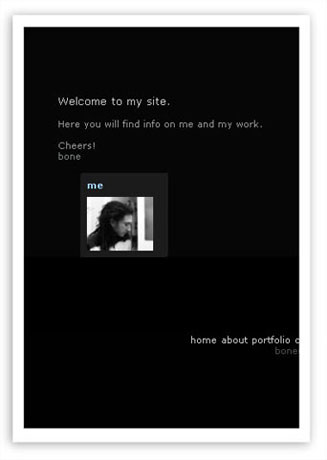 Welcome to my site.
Here you will find info on me and my work.
Cheers!
bone
me
home about portfolio c
bone